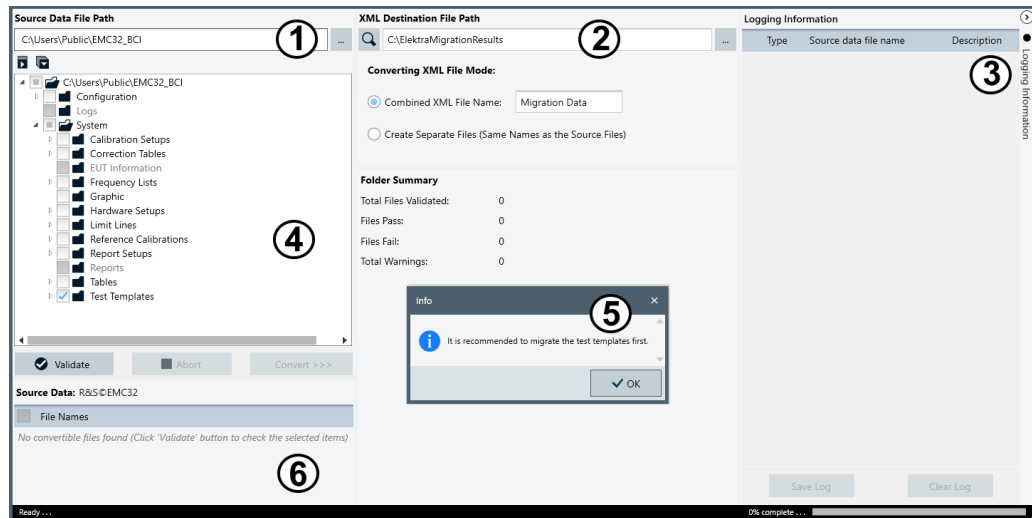 Source Data File Path
C:\Users\Public\EMC32_BCI
...
1
C:\Users\Public\EMC32_BCI
Configuration
Logs
System
Calibration Setups
Correction Tables
EUT Information
Frequency Lists
Graphic
Hardware Setups
Limit Lines
Reference Calibrations
Report Setups
Reports
Tables
Test Templates
4
Validate
Abort
Convert >>>
Source Data: R&S©EMC32
File Names
No convertible files found (Click 'Validate' button to check the selected items)
6
XML Destination File Path
C:\ElektraMigrationResults
...
2
Converting XML File Mode:
Combined XML File Name: Migration Data
Create Separate Files (Same Names as the Source Files)
Folder Summary
Total Files Validated: 0
Files Pass: 0
Files Fail: 0
Total Warnings: 0
Info
×
5
It is recommended to migrate the test templates first.
OK
Logging Information
Type Source data file name Description
3
Save Log
Clear Log
Logging Information
Ready . . .
0% complete . . .